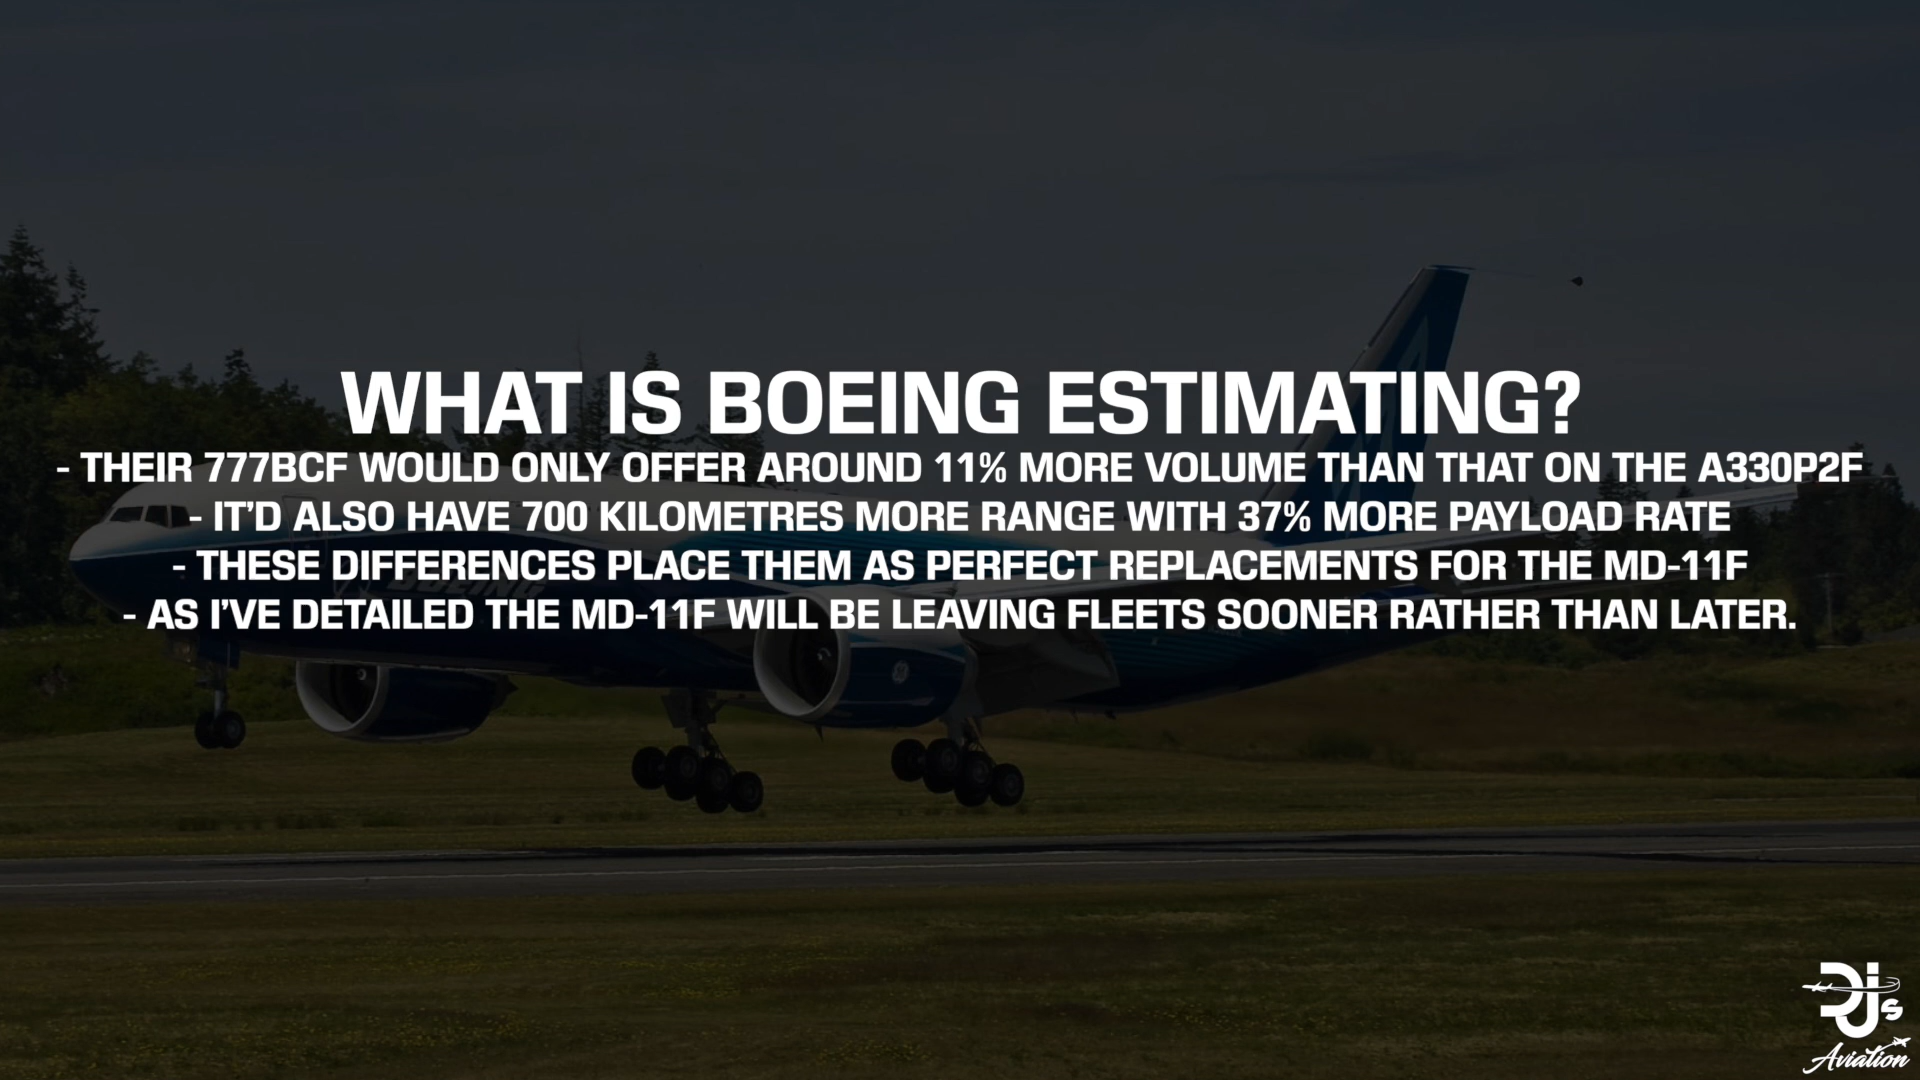 WHAT IS BOEING ESTIMATING?
- THEIR 777BCF WOULD ONLY OFFER AROUND 11% MORE VOLUME THAN THAT ON THE A330P2F
- IT'D ALSO HAVE 700 KILOMETRES MORE RANGE WITH 37% MORE PAYLOAD RATE
- THESE DIFFERENCES PLACE THEM AS PERFECT REPLACEMENTS FOR THE MD-11F
- AS I'VE DETAILED THE MD-11F WILL BE LEAVING FLEETS SOONER RATHER THAN LATER.
DJs
Aviation